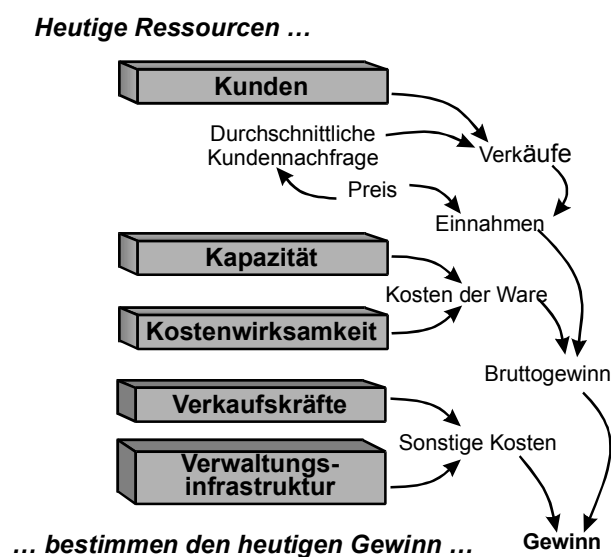 Heutige Ressourcen …
Kunden
Durchschnittliche
Kundennachfrage
Verkäufe
Preis
Einnahmen
Kapazität
Kosten der Ware
Kostenwirksamkeit
Bruttogewinn
Verkaufskräfte
Sonstige Kosten
Verwaltungs-
infrastruktur
… bestimmen den heutigen Gewinn …
Gewinn